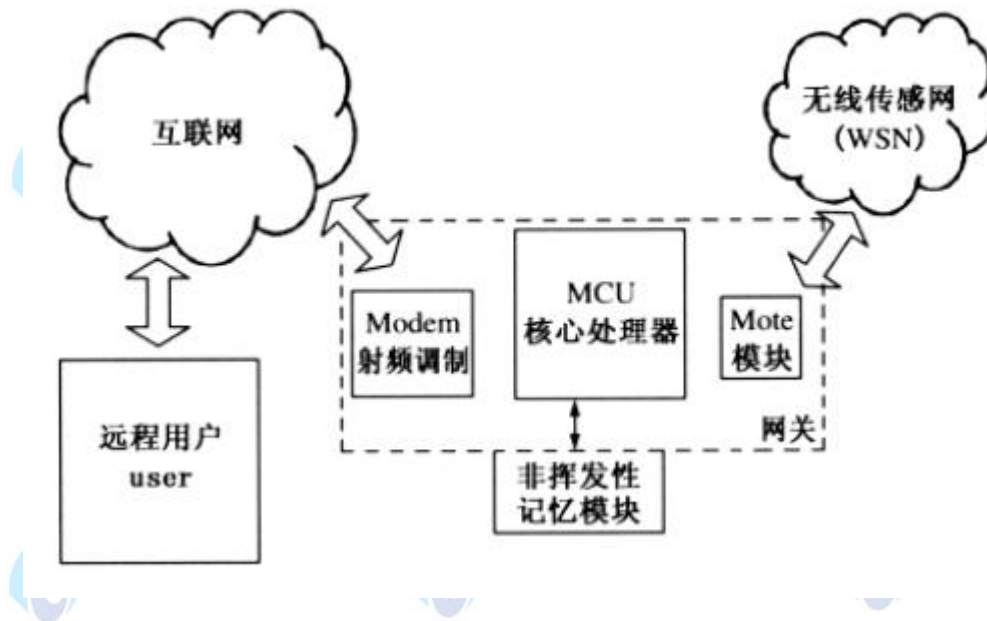 互联网
无线传感网
(WSN)
Modem
射频调制
MCU
核心处理器
Mote
模块
网关
远程用户
user
非挥发性
记忆模块